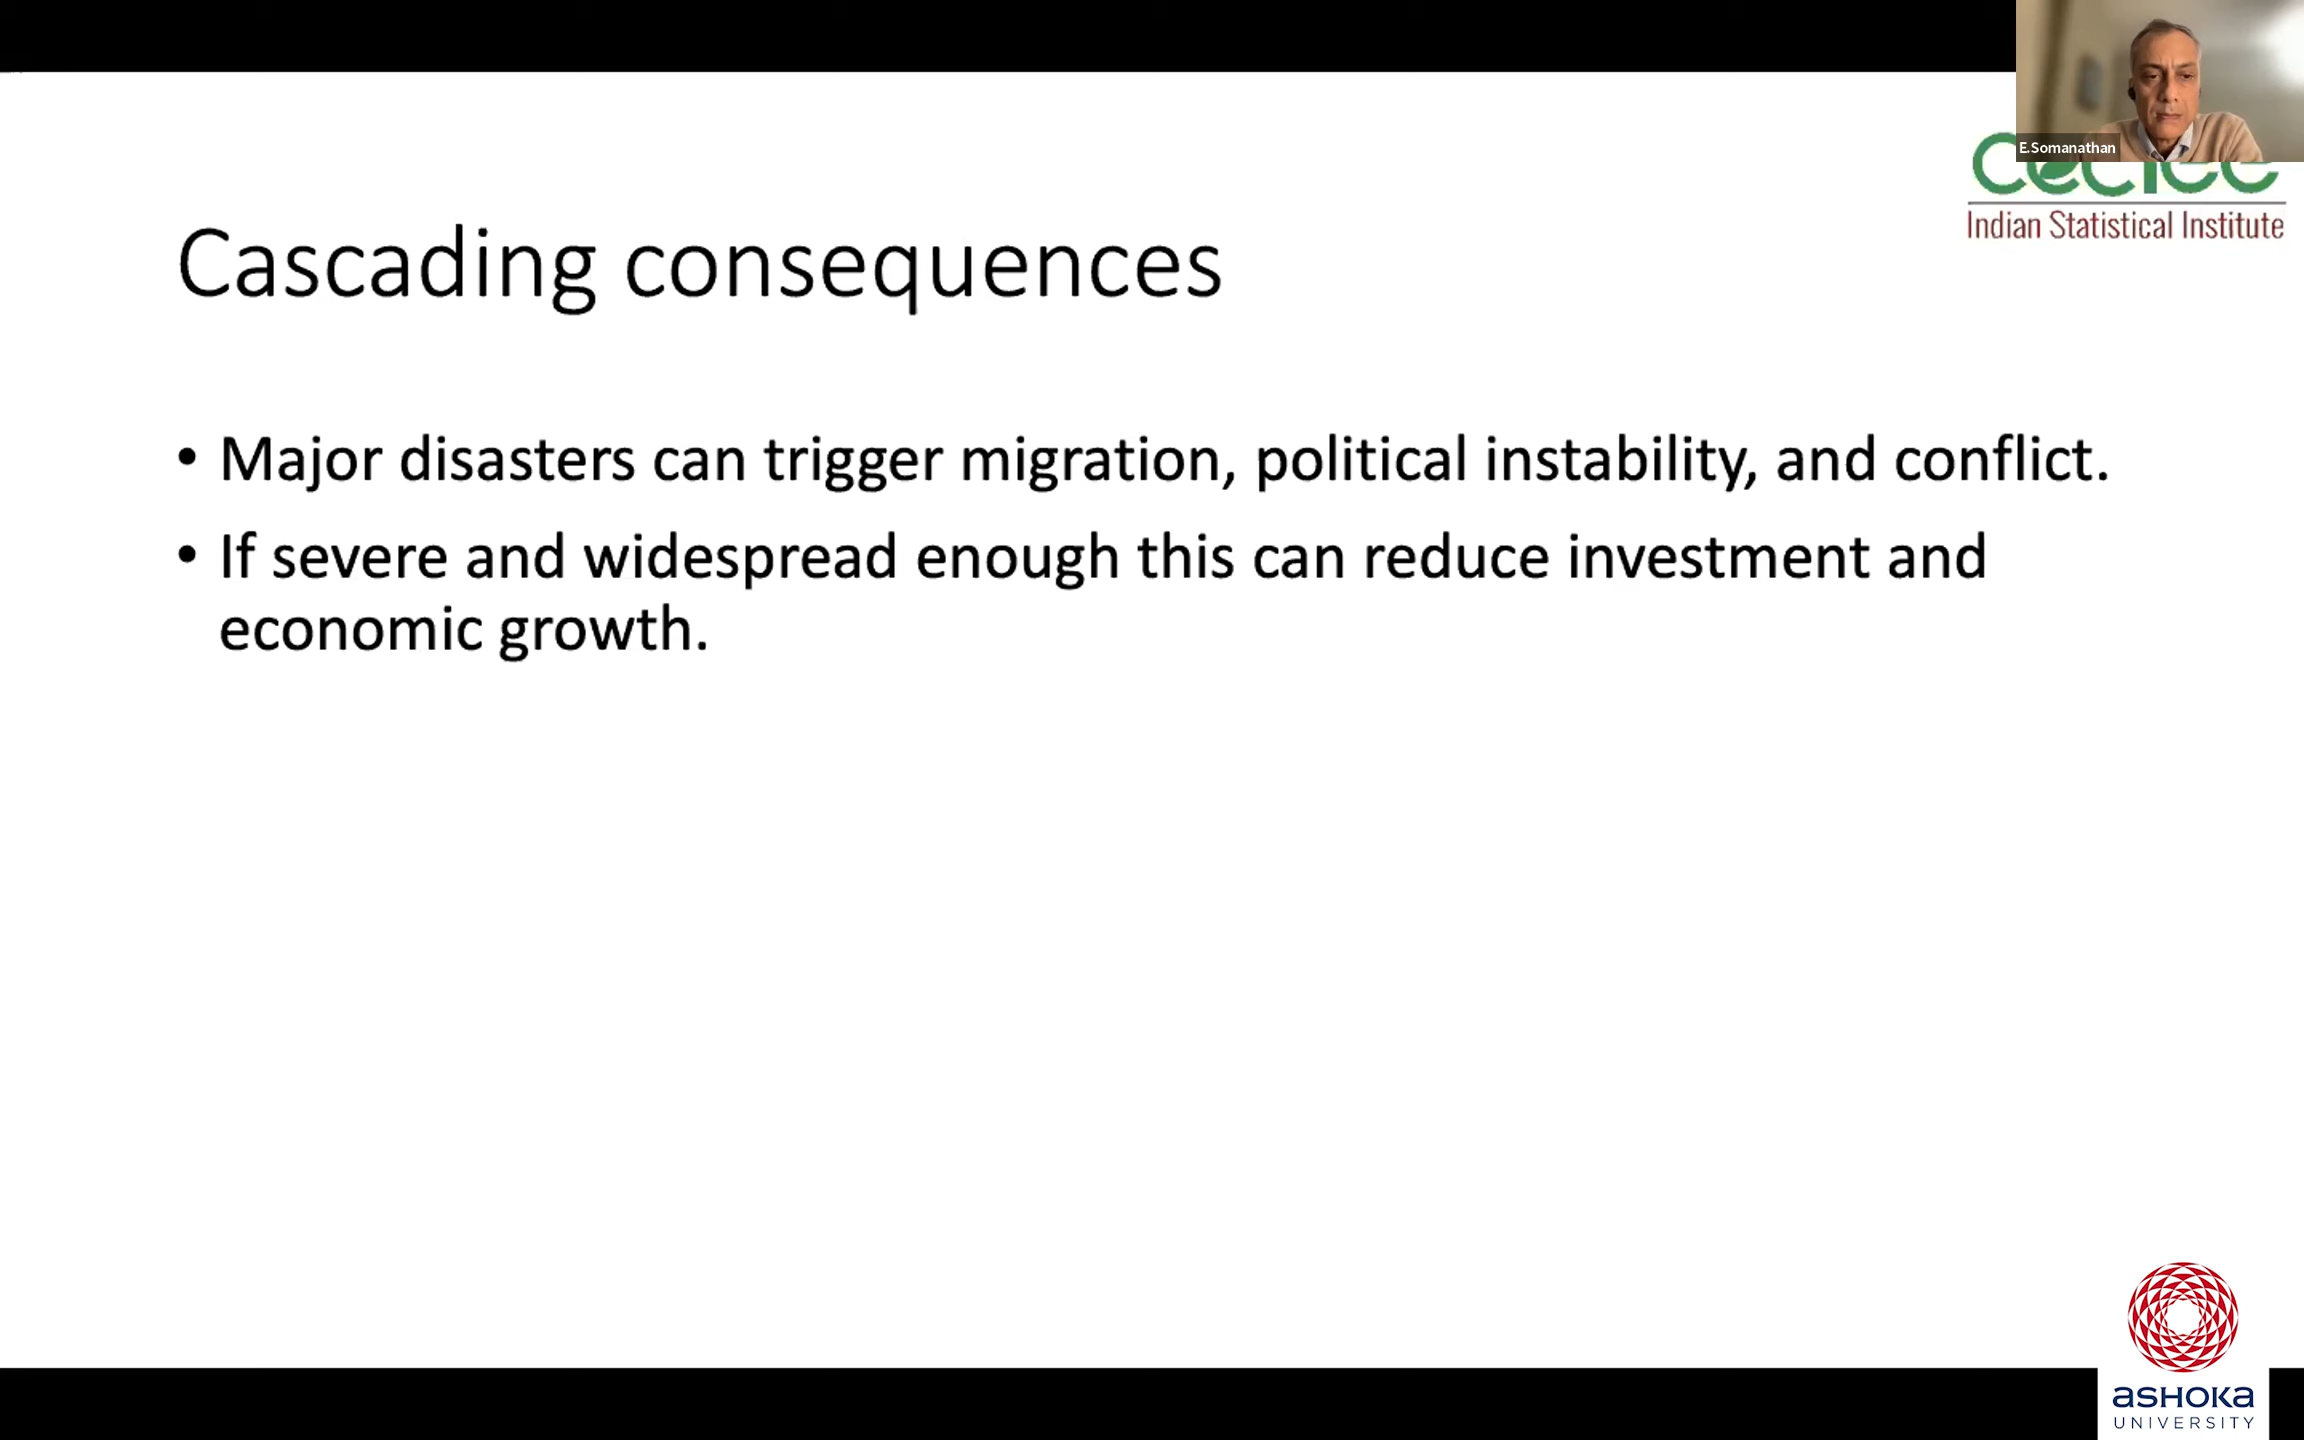 E.Somanathan
Indian Statistical Institute
Cascading consequences
• Major disasters can trigger migration, political instability, and conflict.
• If severe and widespread enough this can reduce investment and
economic growth.
ASHOKA
UNIVERSITY